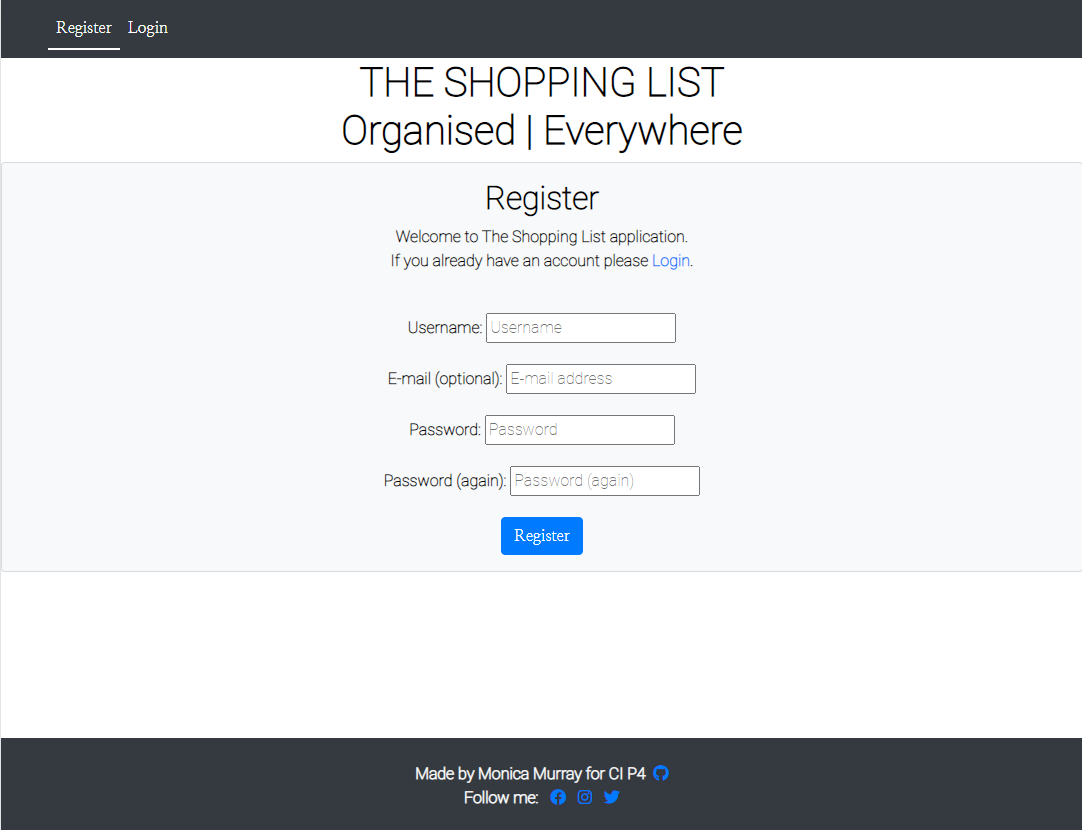 Register Login
THE SHOPPING LIST
Organised | Everywhere
Register
Welcome to The Shopping List application.
If you already have an account please Login.
Username: Username
E-mail (optional): E-mail address
Password: Password
Password (again): Password (again)
Register
Made by Monica Murray for CI P4
Follow me: